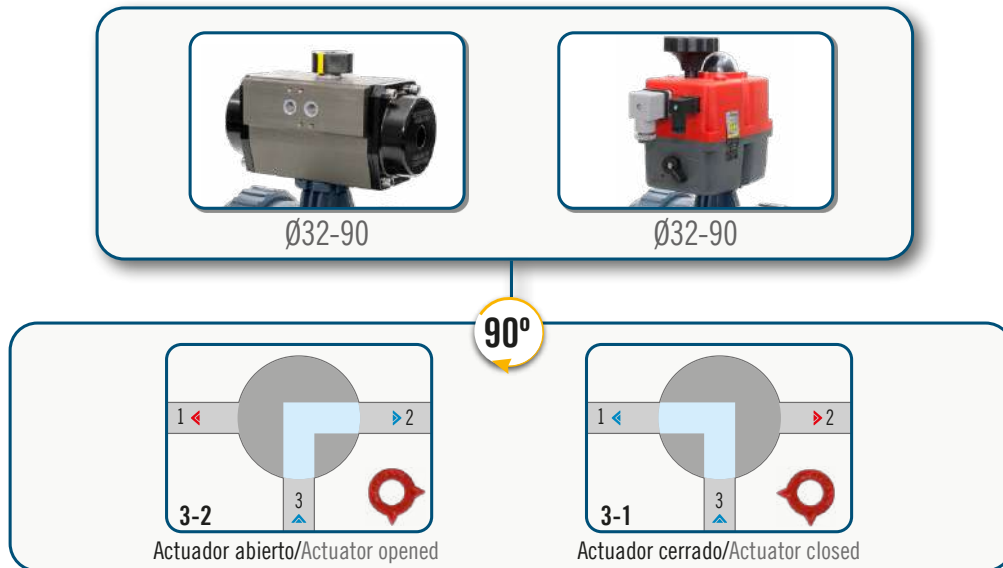 Ø32-90
Ø32-90
90º
1
2
3
3-2
1
2
3
3-1
Actuador abierto/Actuator opened
Actuador cerrado/Actuator closed